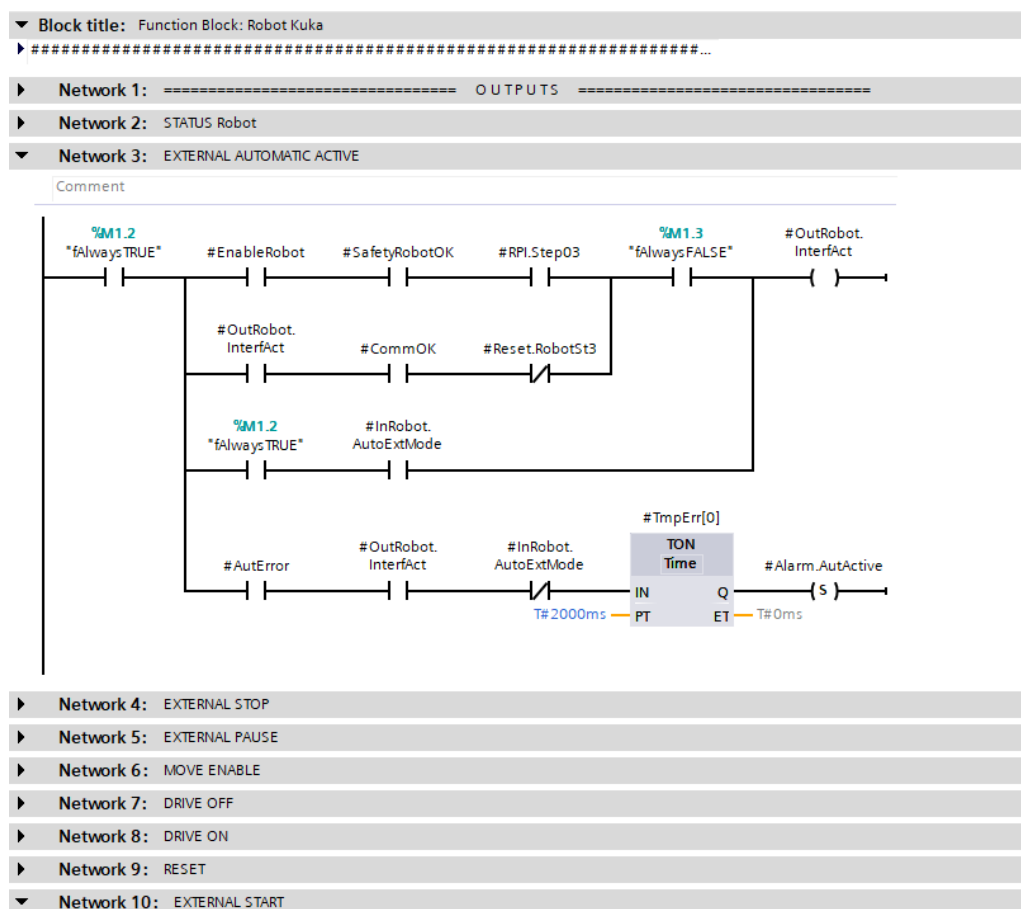 Block title: Function Block: Robot Kuka
####################################################################...
Network 1: ================================= OUTPUTS =================================
Network 2: STATUS Robot
Network 3: EXTERNAL AUTOMATIC ACTIVE
Comment
%M1.2 %M1.3 #OutRobot.
"fAlwaysTRUE" #EnableRobot #SafetyRobotOK #RPI.Step03 "fAlwaysFALSE" InterfAct
#OutRobot.
InterfAct #CommOK #Reset.RobotSt3
%M1.2 #InRobot.
"fAlwaysTRUE" AutoExtMode
#TmpErr[0]
#OutRobot. #InRobot. TON
#AutError InterfAct AutoExtMode Time #Alarm.AutActive
IN Q S
T#2000ms PT ET T#0ms
Network 4: EXTERNAL STOP
Network 5: EXTERNAL PAUSE
Network 6: MOVE ENABLE
Network 7: DRIVE OFF
Network 8: DRIVE ON
Network 9: RESET
Network 10: EXTERNAL START